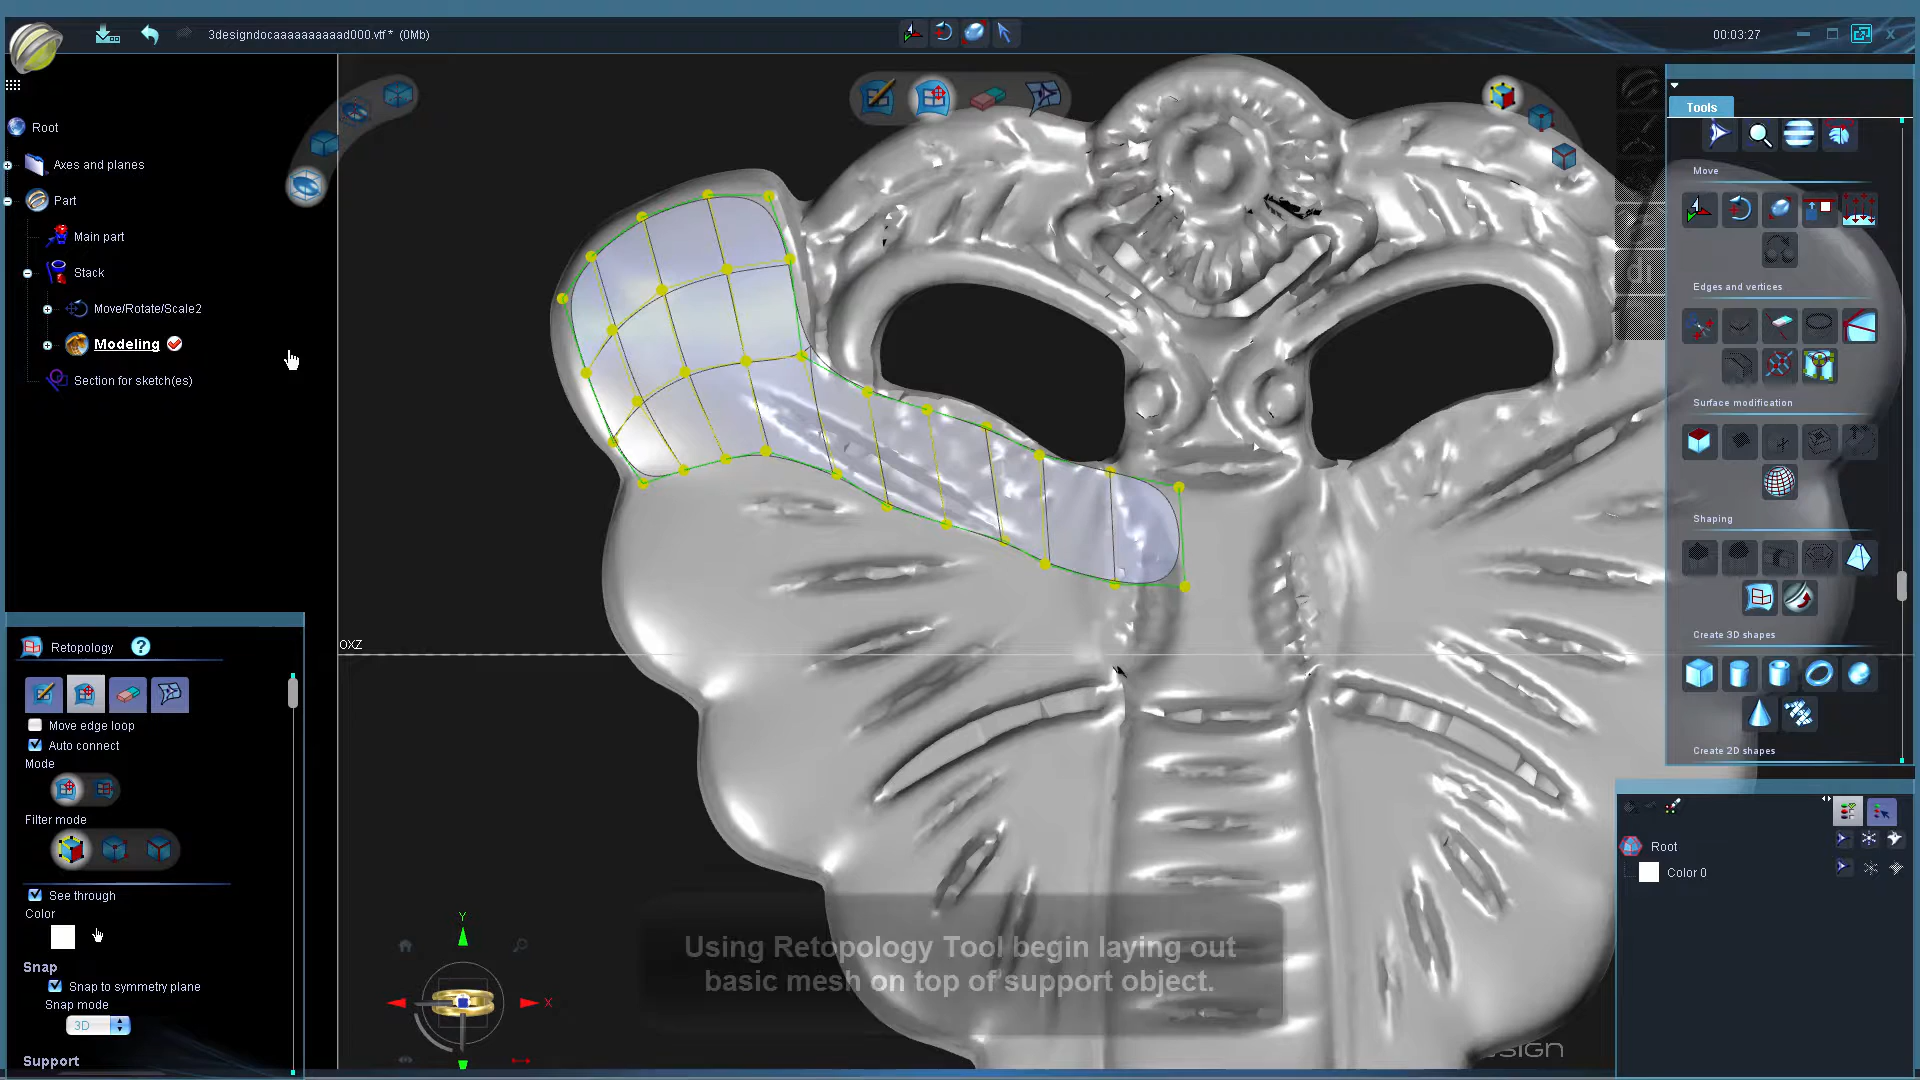 3designdocaaaaaaaaaad000.vtf * (0Mb)
00:03:27
Root
Axes and planes
Part
Main part
Stack
Move/Rotate/Scale2
Modeling
Section for sketch(es)
Tools
Move
Edges and vertices
Surface modification
Shaping
Create 3D shapes
Create 2D shapes
OXZ
Retopology
Move edge loop
Auto connect
Mode
Filter mode
See through
Color
Snap
Snap to symmetry plane
Snap mode
3D
Support
Y
X
Using Retopology Tool begin laying out
basic mesh on top of support object.
Root
Color 0